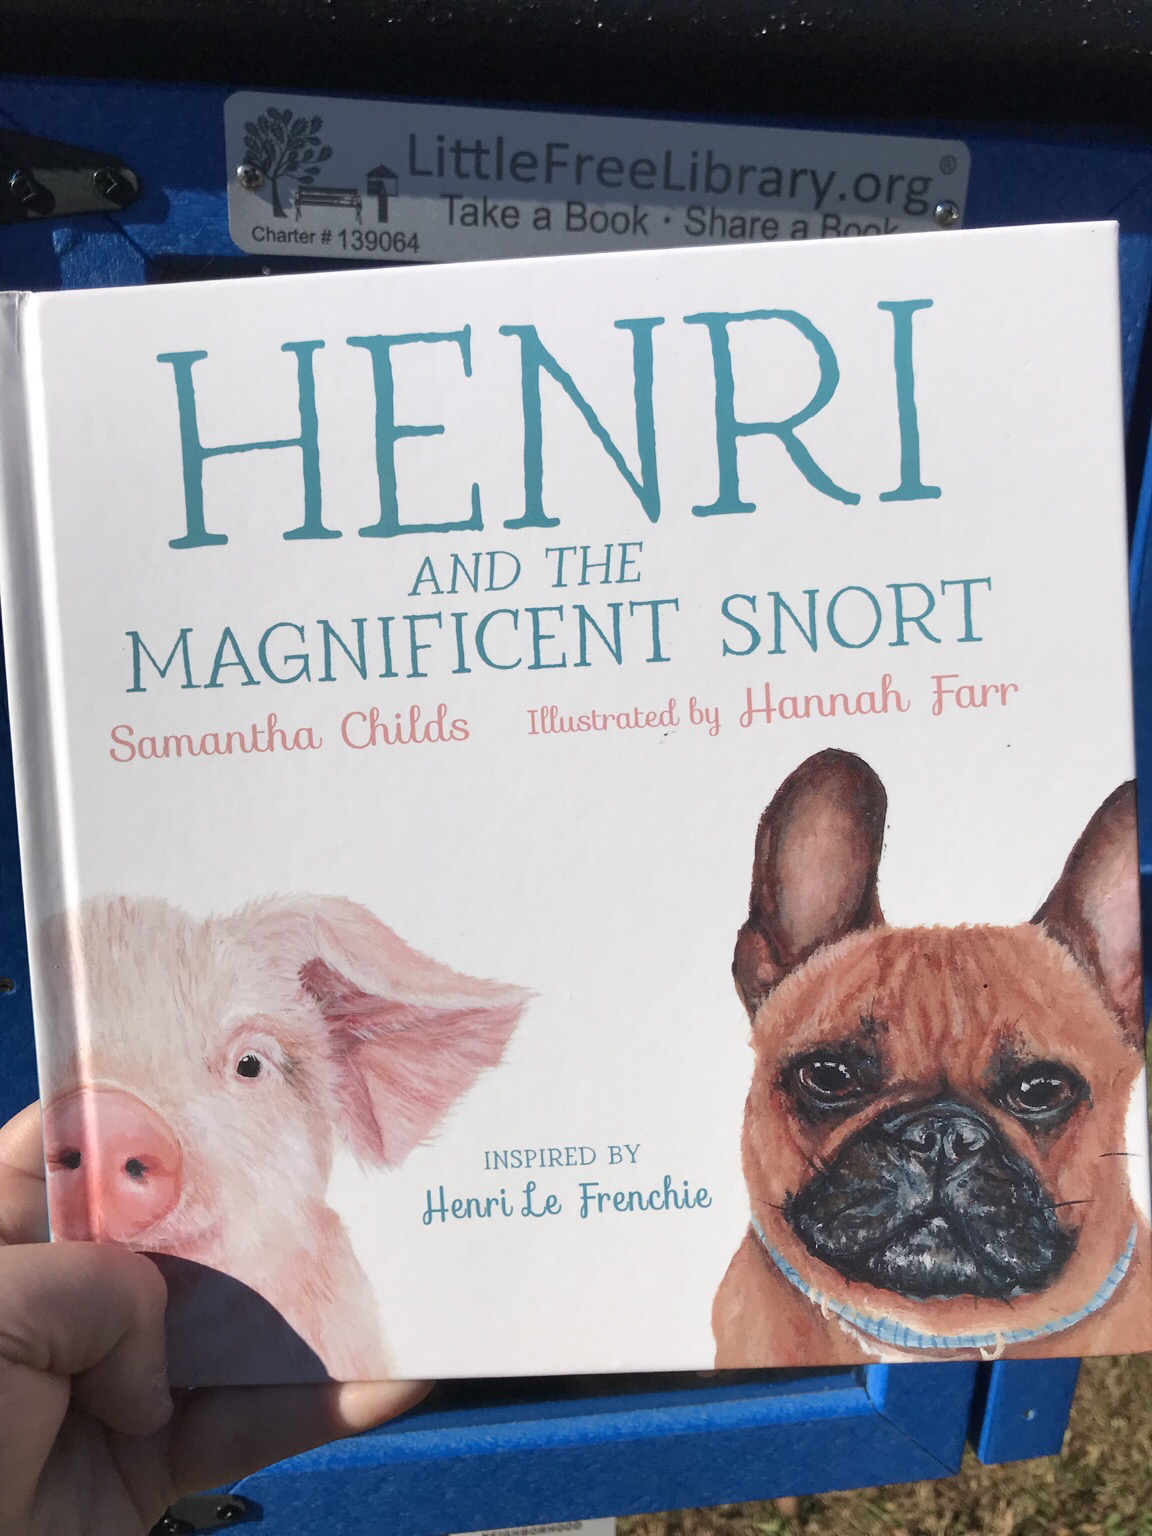 LittleFreeLibrary.org®
Take a Book · Share a Book
Charter # 139064
HENRI
AND THE
MAGNIFICENT SNORT
Samantha Childs Illustrated by Hannah Farr
INSPIRED BY
Henri Le Frenchie
NEIGHBORHOOD